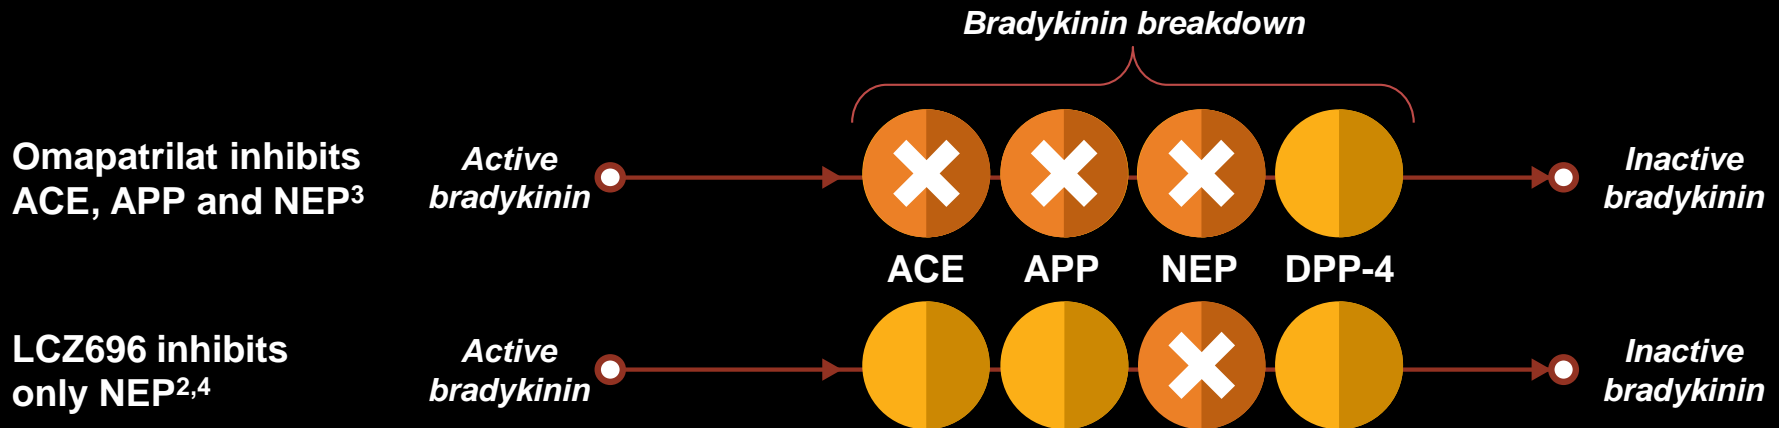 Bradykinin breakdown
Omapatrilat inhibits
ACE, APP and NEP³
Active
bradykinin
Inactive
bradykinin
ACE APP NEP DPP-4
LCZ696 inhibits
only NEP²,⁴
Active
bradykinin
Inactive
bradykinin